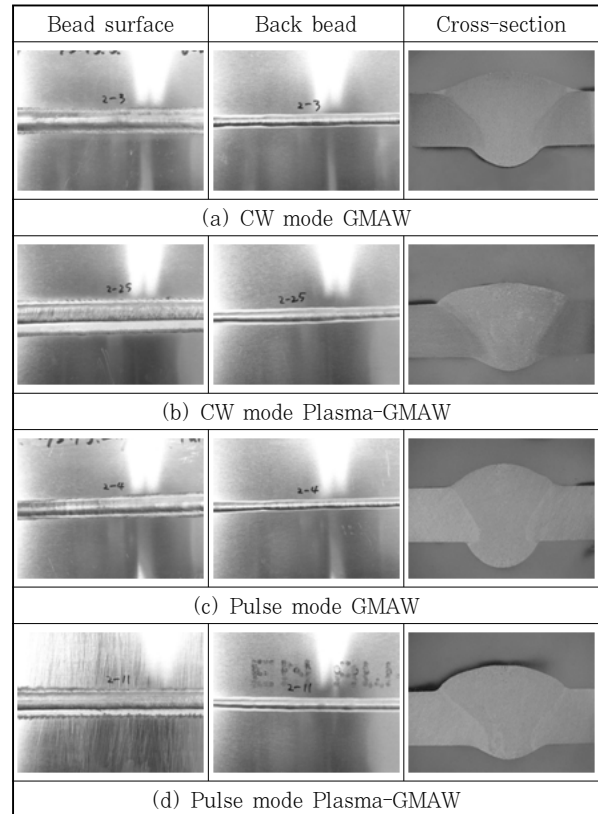 Bead surface Back bead Cross-section
2-3 2-3
(a) CW mode GMAW
2-25 2-25
(b) CW mode Plasma-GMAW
2-4 2-4
(c) Pulse mode GMAW
2-11 2-11
(d) Pulse mode Plasma-GMAW